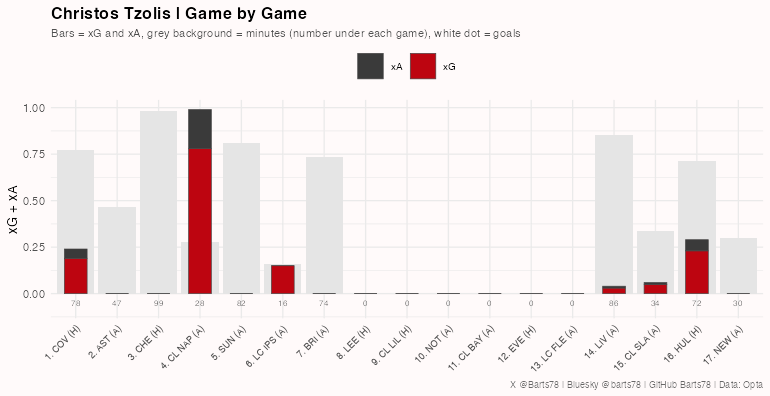 Christos Tzolis | Game by Game
Bars = xG and xA, grey background = minutes (number under each game), white dot = goals
xA xG
xG + xA
1.00
0.75
0.50
0.25
0.00
78 47 99 28 82 16 74 0 0 0 0 0 0 86 34 72 30
1. COV (H)
2. AST (A)
3. CHE (H)
4. CL NAP (A)
5. SUN (A)
6. LC IPS (A)
7. BRI (A)
8. LEE (H)
9. CL LIL (H)
10. NOT (A)
11. CL BAY (A)
12. EVE (H)
13. LC FLE (A)
14. LIV (A)
15. CL SLA (A)
16. HUL (H)
17. NEW (A)
X @Barts78 | Bluesky @barts78 | GitHub Barts78 | Data: Opta